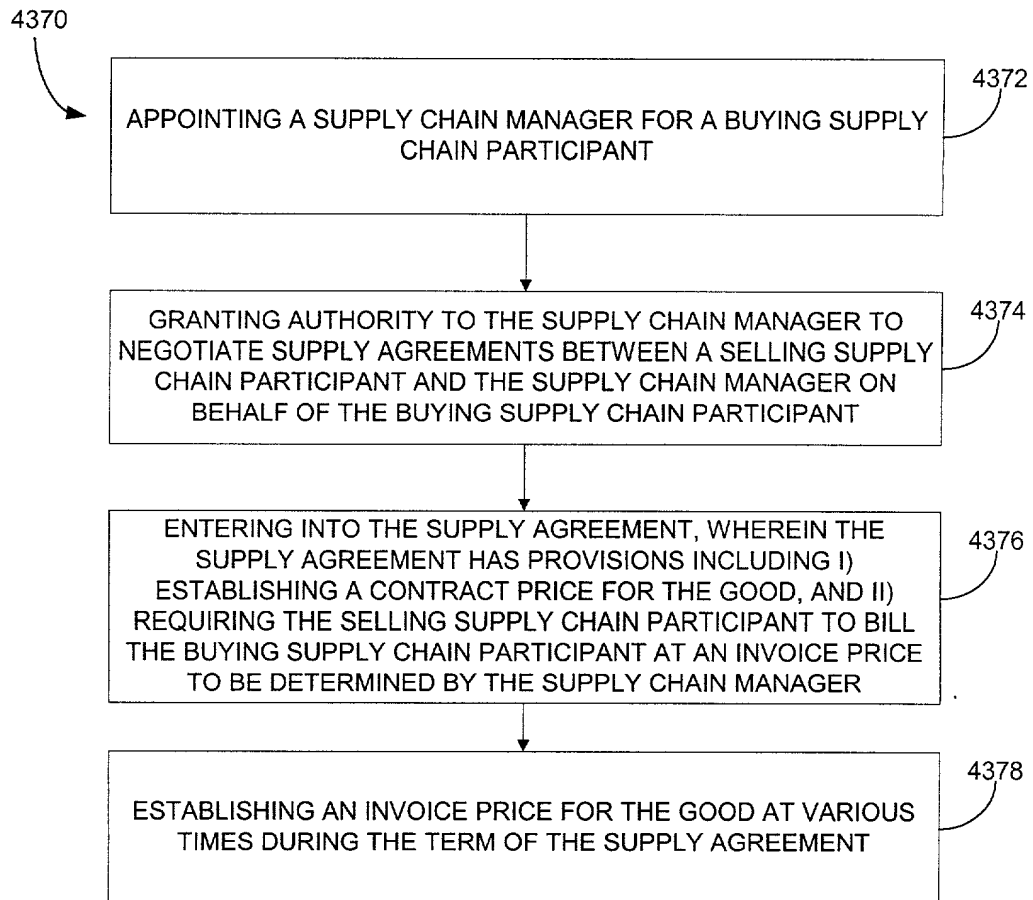 4370
4372
APPOINTING A SUPPLY CHAIN MANAGER FOR A BUYING SUPPLY
CHAIN PARTICIPANT
4374
GRANTING AUTHORITY TO THE SUPPLY CHAIN MANAGER TO
NEGOTIATE SUPPLY AGREEMENTS BETWEEN A SELLING SUPPLY
CHAIN PARTICIPANT AND THE SUPPLY CHAIN MANAGER ON
BEHALF OF THE BUYING SUPPLY CHAIN PARTICIPANT
4376
ENTERING INTO THE SUPPLY AGREEMENT, WHEREIN THE
SUPPLY AGREEMENT HAS PROVISIONS INCLUDING I)
ESTABLISHING A CONTRACT PRICE FOR THE GOOD, AND II)
REQUIRING THE SELLING SUPPLY CHAIN PARTICIPANT TO BILL
THE BUYING SUPPLY CHAIN PARTICIPANT AT AN INVOICE PRICE
TO BE DETERMINED BY THE SUPPLY CHAIN MANAGER
4378
ESTABLISHING AN INVOICE PRICE FOR THE GOOD AT VARIOUS
TIMES DURING THE TERM OF THE SUPPLY AGREEMENT